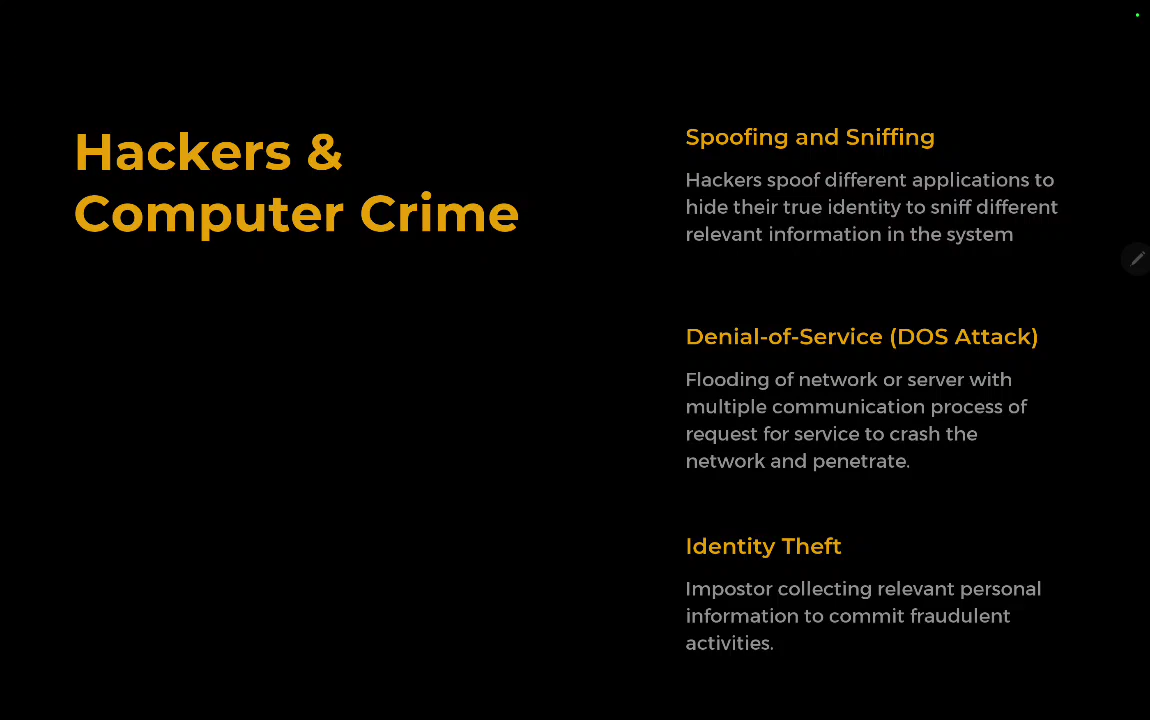 Hackers &
Computer Crime
Spoofing and Sniffing
Hackers spoof different applications to
hide their true identity to sniff different
relevant information in the system
Denial-of-Service (DOS Attack)
Flooding of network or server with
multiple communication process of
request for service to crash the
network and penetrate.
Identity Theft
Impostor collecting relevant personal
information to commit fraudulent
activities.